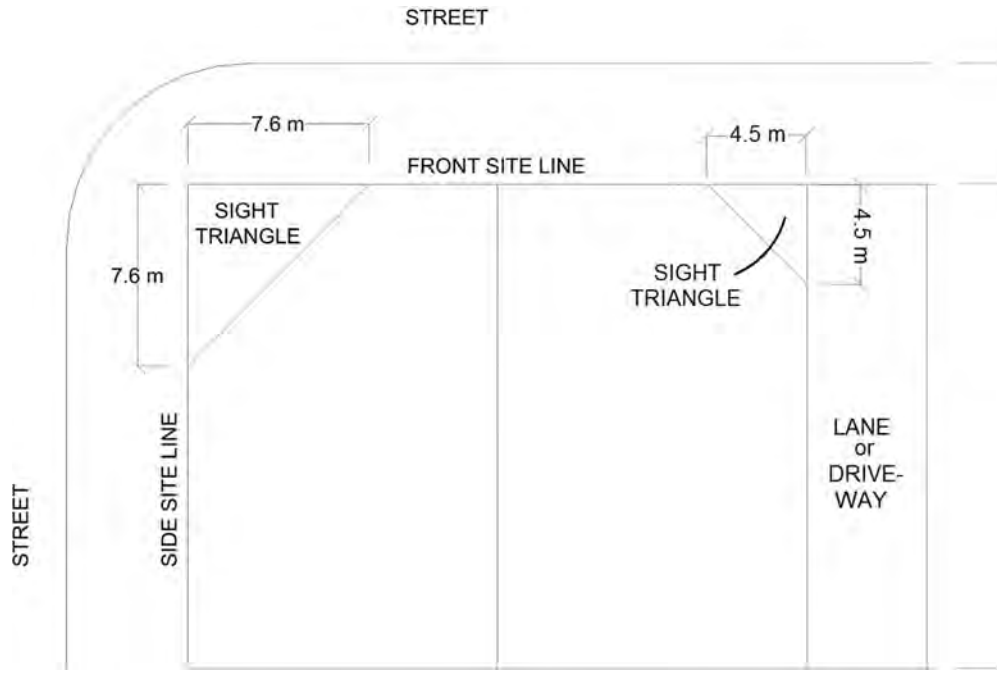 STREET
7.6 m
4.5 m
FRONT SITE LINE
SIGHT
TRIANGLE
7.6 m
4.5 m
SIGHT
TRIANGLE
SIDE SITE LINE
LANE
or
DRIVE-
WAY
STREET